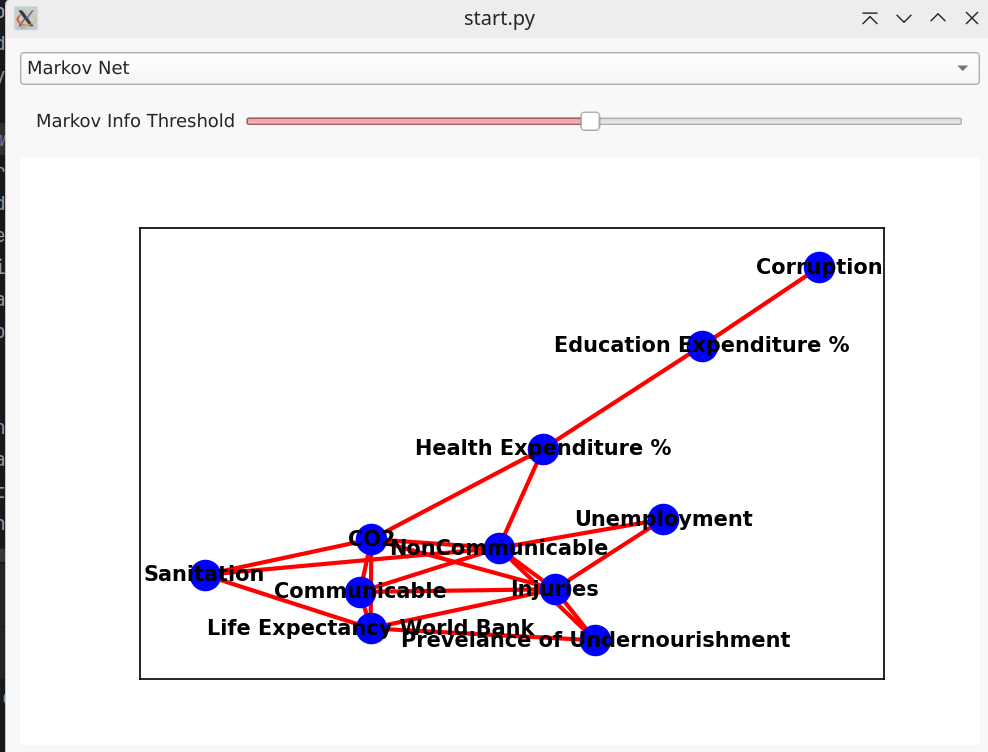 start.py
Markov Net
Markov Info Threshold
Corruption
Education Expenditure %
Health Expenditure %
Unemployment
CO2
NonCommunicable
Sanitation
Communicable
Injuries
Life Expectancy World Bank
Prevelance of Undernourishment